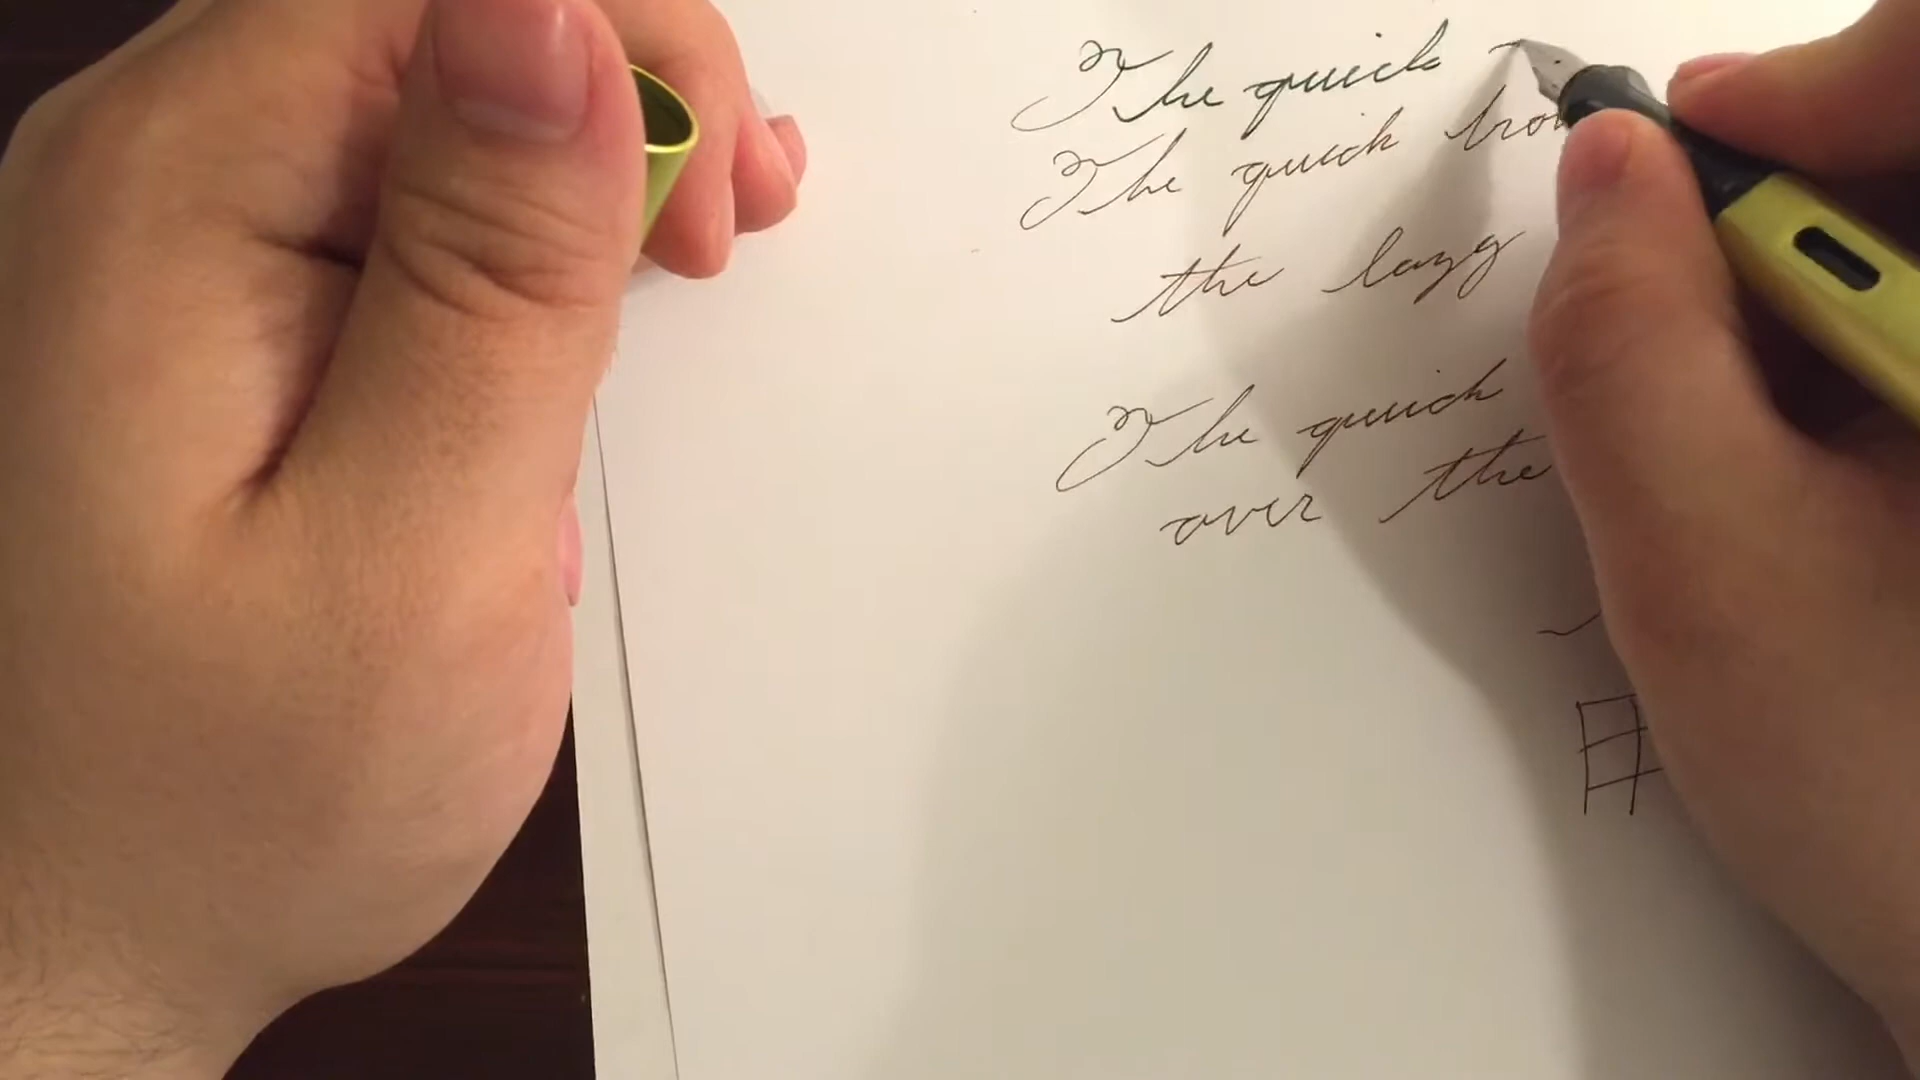 The quick
The quick bro
the lazy
The quick
over the